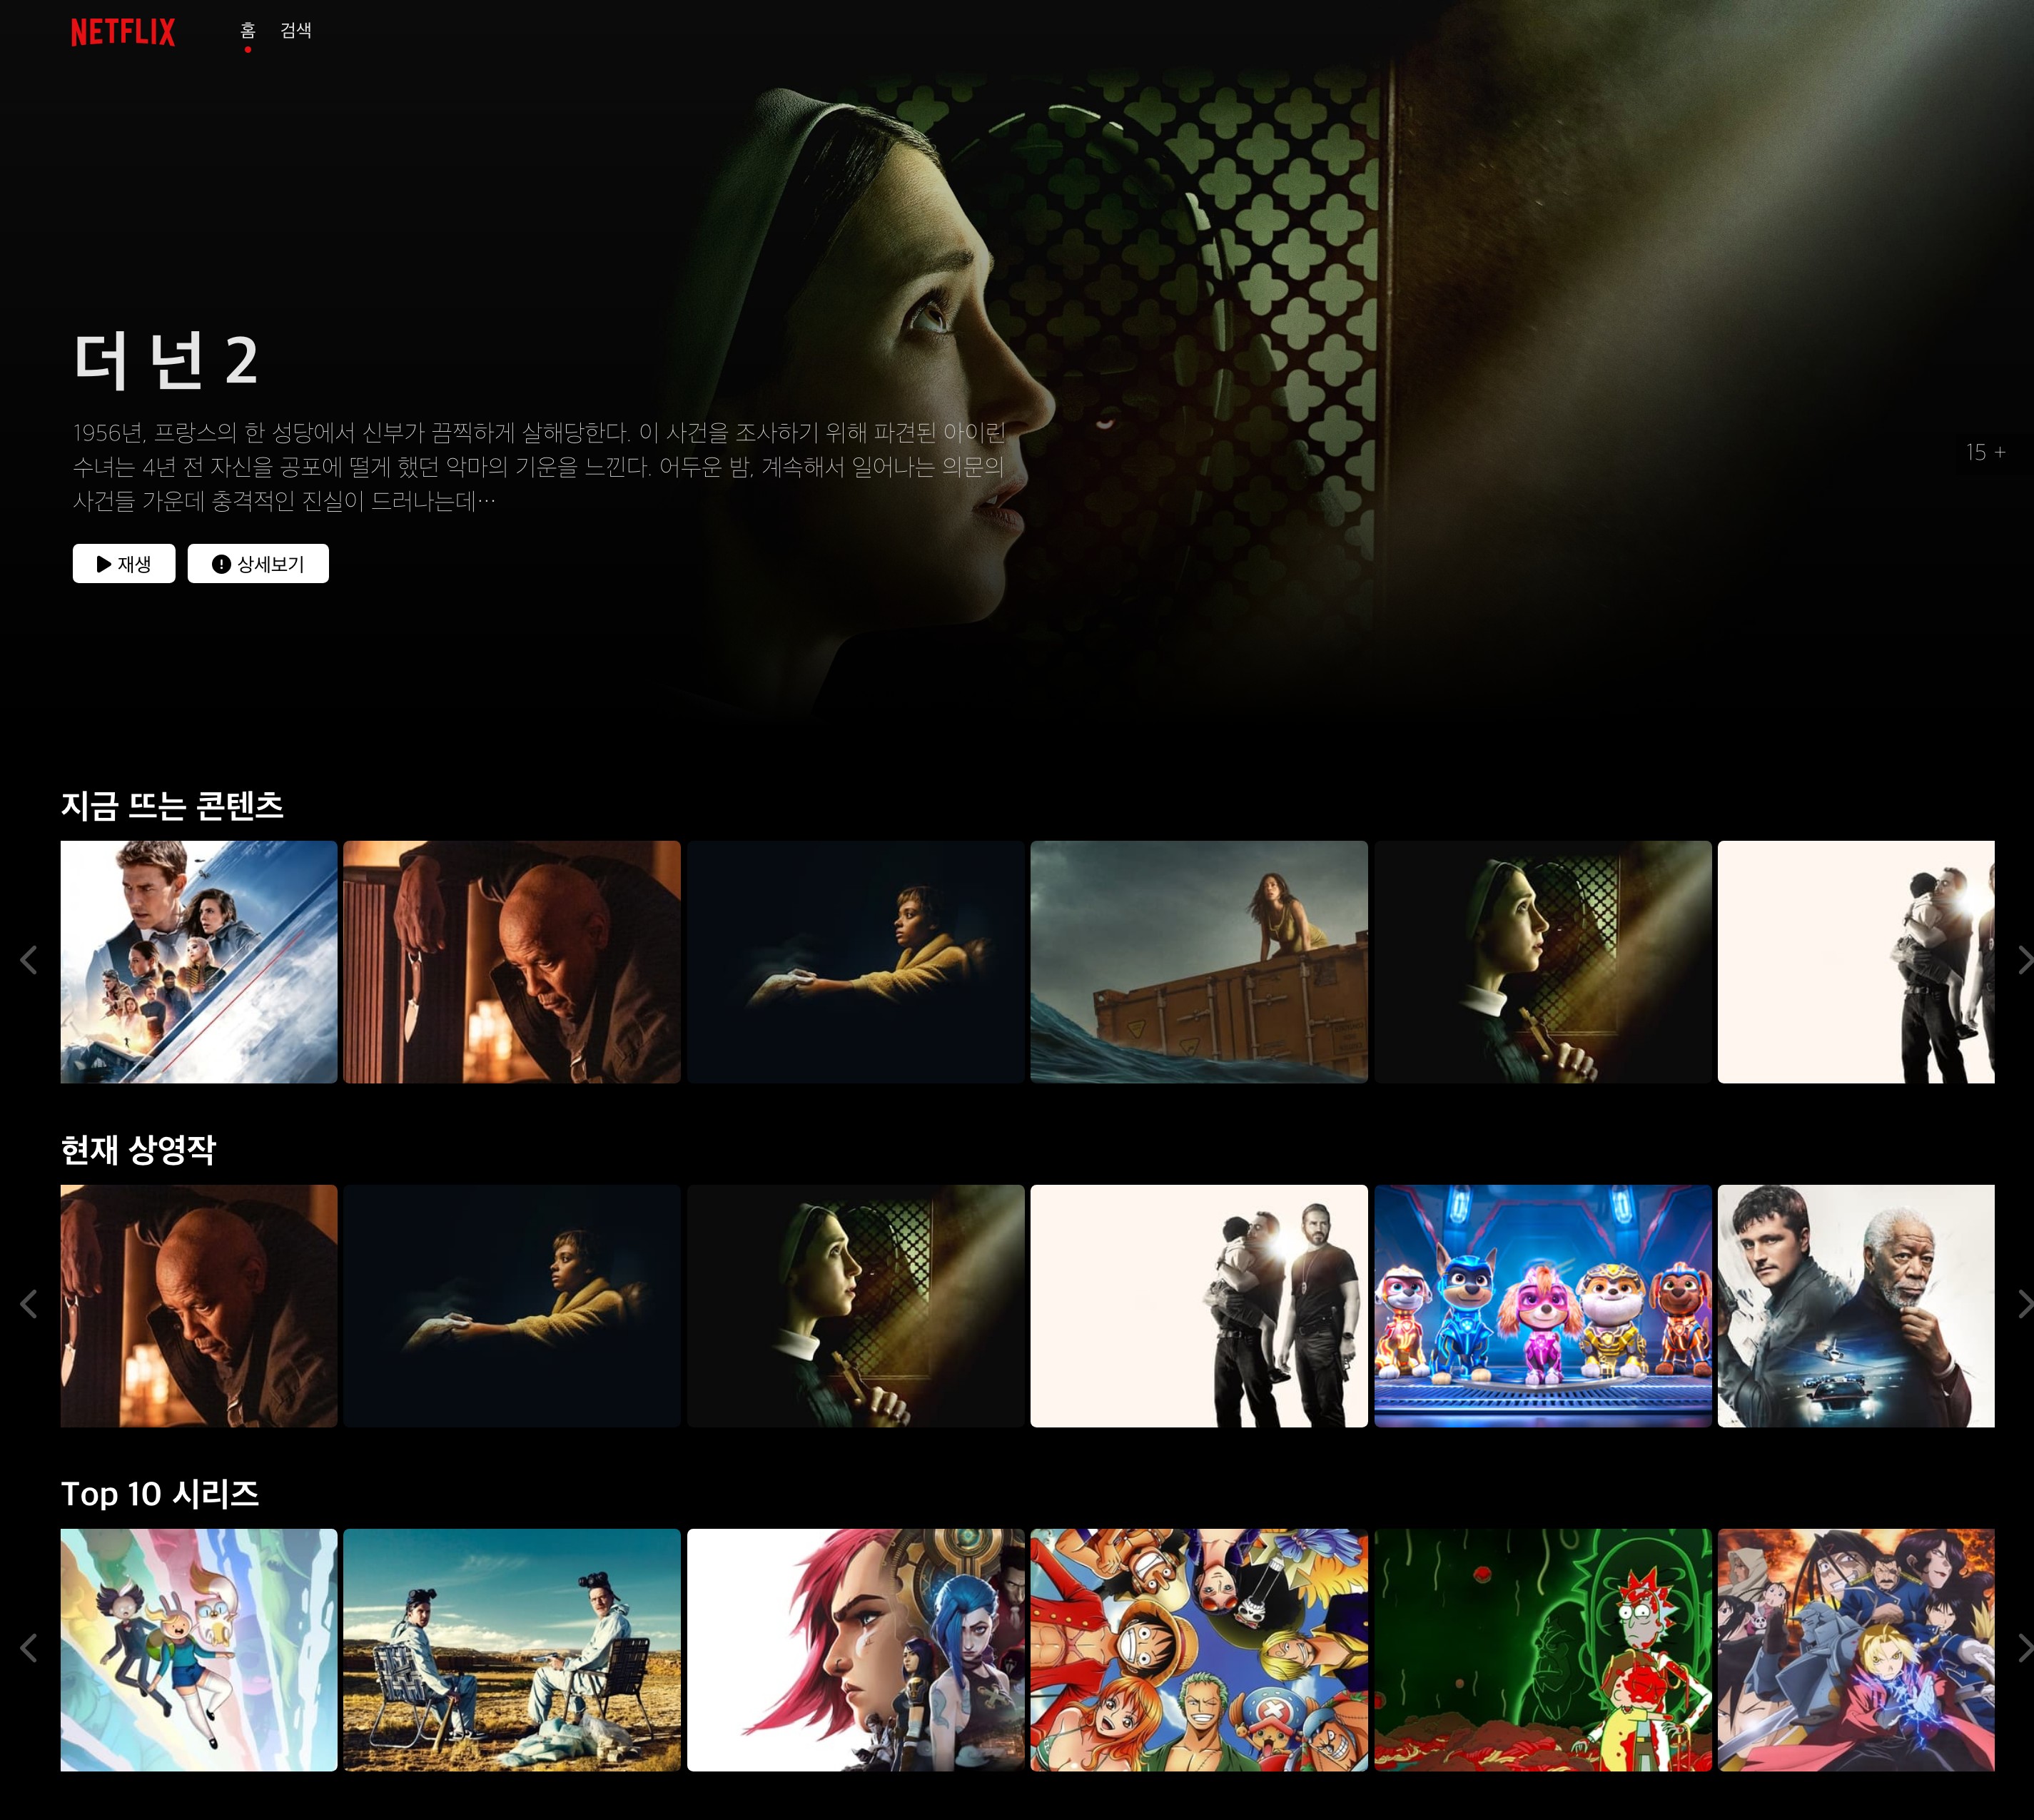 NETFLIX
홈 검색
더 넌 2
1956년, 프랑스의 한 성당에서 신부가 끔찍하게 살해당한다. 이 사건을 조사하기 위해 파견된 아이린
수녀는 4년 전 자신을 공포에 떨게 했던 악마의 기운을 느낀다. 어두운 밤, 계속해서 일어나는 의문의
사건들 가운데 충격적인 진실이 드러나는데…
15 +
재생 상세보기
지금 뜨는 콘텐츠
현재 상영작
Top 10 시리즈